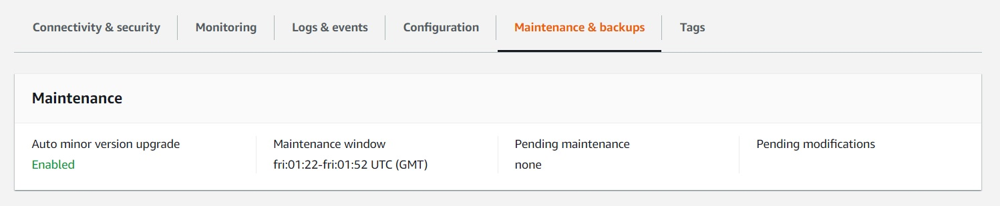 Connectivity & security Monitoring Logs & events Configuration Maintenance & backups Tags
Maintenance
Auto minor version upgrade Maintenance window Pending maintenance Pending modifications
Enabled fri:01:22-fri:01:52 UTC (GMT) none